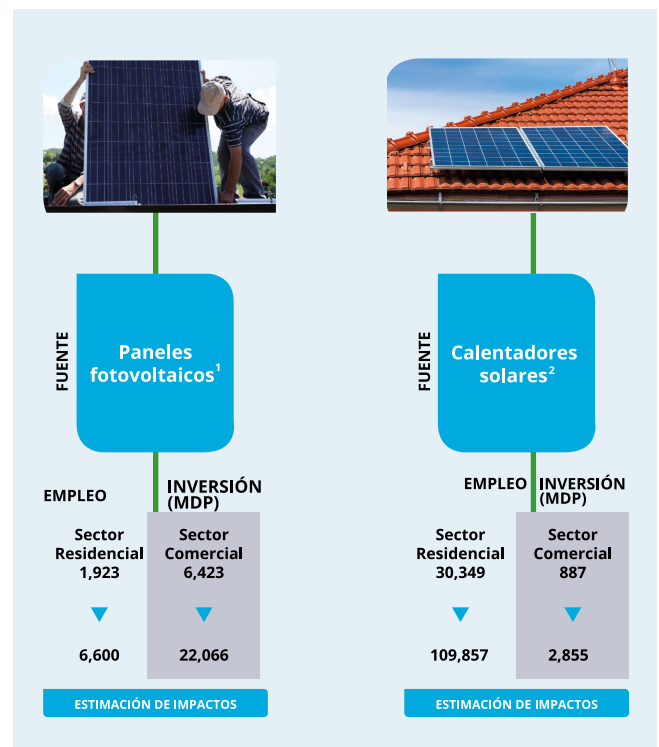 FUENTE
Paneles
fotovoltaicos¹
EMPLEO
INVERSIÓN
(MDP)
Sector
Residencial
1,923
Sector
Comercial
6,423
6,600
22,066
ESTIMACIÓN DE IMPACTOS
FUENTE
Calentadores
solares²
EMPLEO
INVERSIÓN
(MDP)
Sector
Residencial
30,349
Sector
Comercial
887
109,857
2,855
ESTIMACIÓN DE IMPACTOS